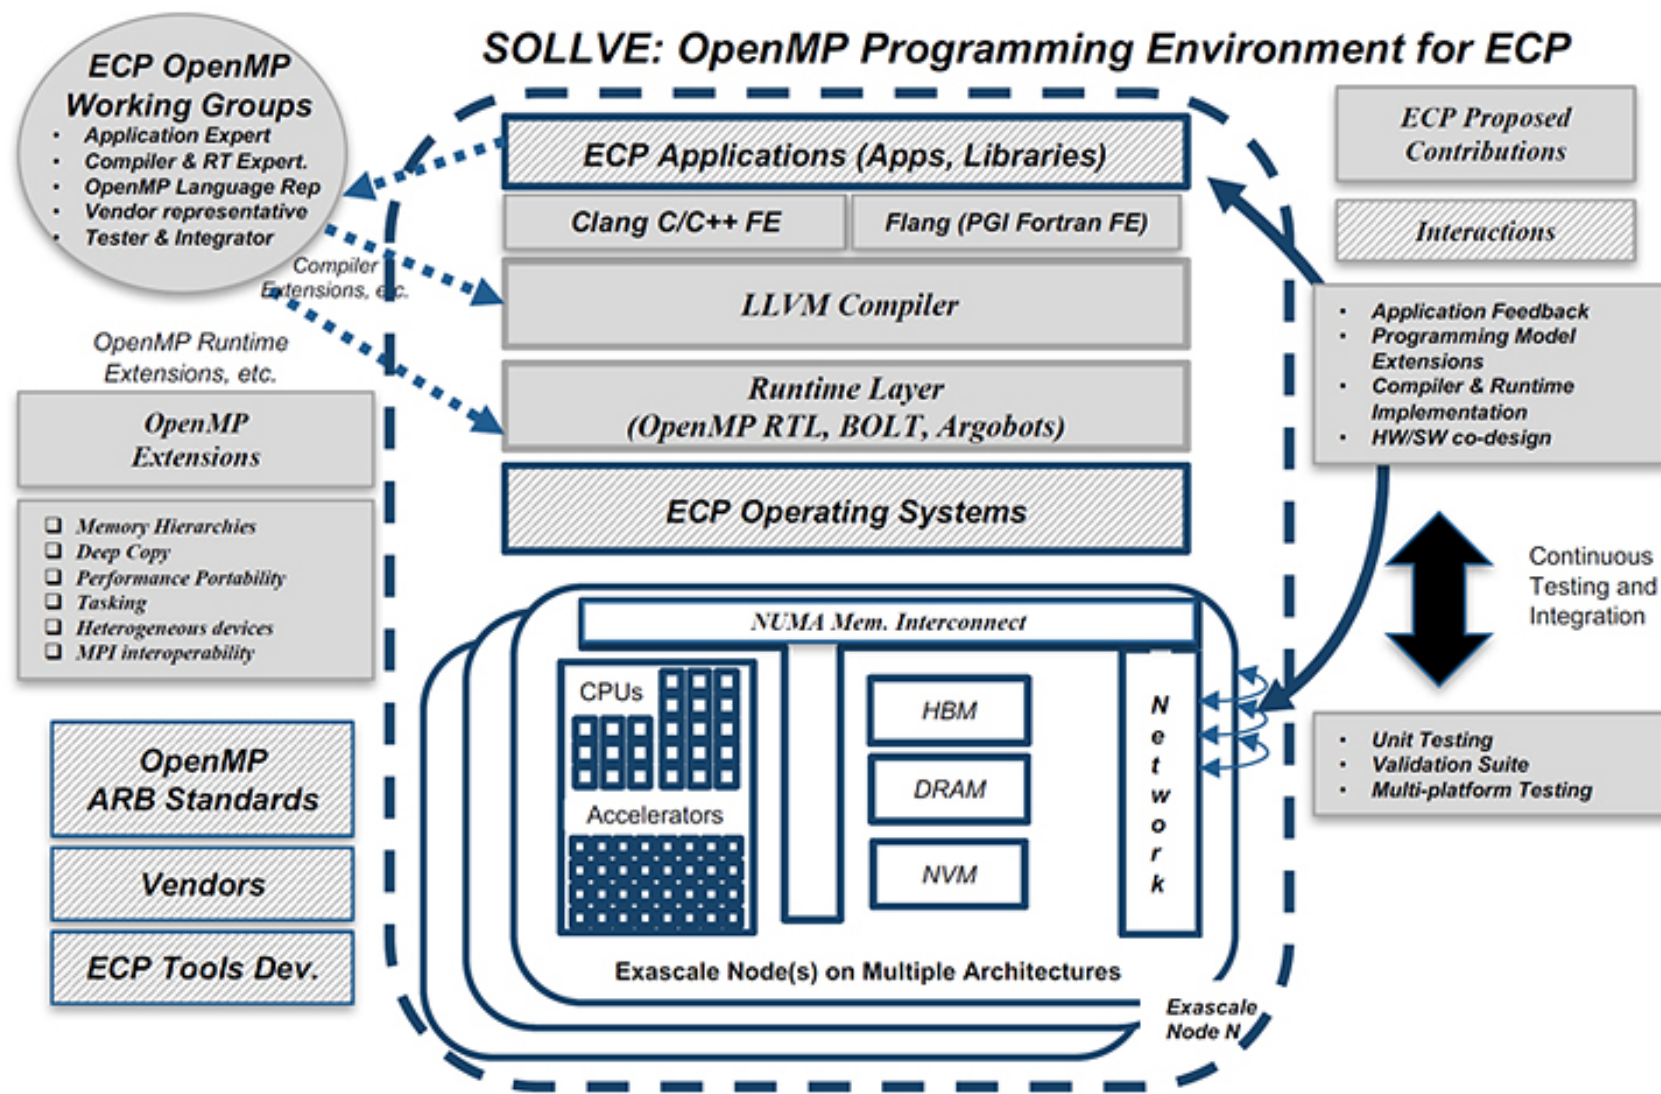 SOLLVE: OpenMP Programming Environment for ECP
ECP OpenMP
Working Groups
• Application Expert
• Compiler & RT Expert.
• OpenMP Language Rep
• Vendor representative
• Tester & Integrator
Compiler
Extensions, etc.
OpenMP Runtime
Extensions, etc.
OpenMP
Extensions
❑ Memory Hierarchies
❑ Deep Copy
❑ Performance Portability
❑ Tasking
❑ Heterogeneous devices
❑ MPI interoperability
OpenMP
ARB Standards
Vendors
ECP Tools Dev.
ECP Applications (Apps, Libraries)
Clang C/C++ FE
Flang (PGI Fortran FE)
LLVM Compiler
Runtime Layer
(OpenMP RTL, BOLT, Argobots)
ECP Operating Systems
NUMA Mem. Interconnect
CPUs
Accelerators
HBM
DRAM
NVM
Network
Exascale Node(s) on Multiple Architectures
Exascale
Node N
ECP Proposed
Contributions
Interactions
• Application Feedback
• Programming Model
Extensions
• Compiler & Runtime
Implementation
• HW/SW co-design
Continuous
Testing and
Integration
• Unit Testing
• Validation Suite
• Multi-platform Testing